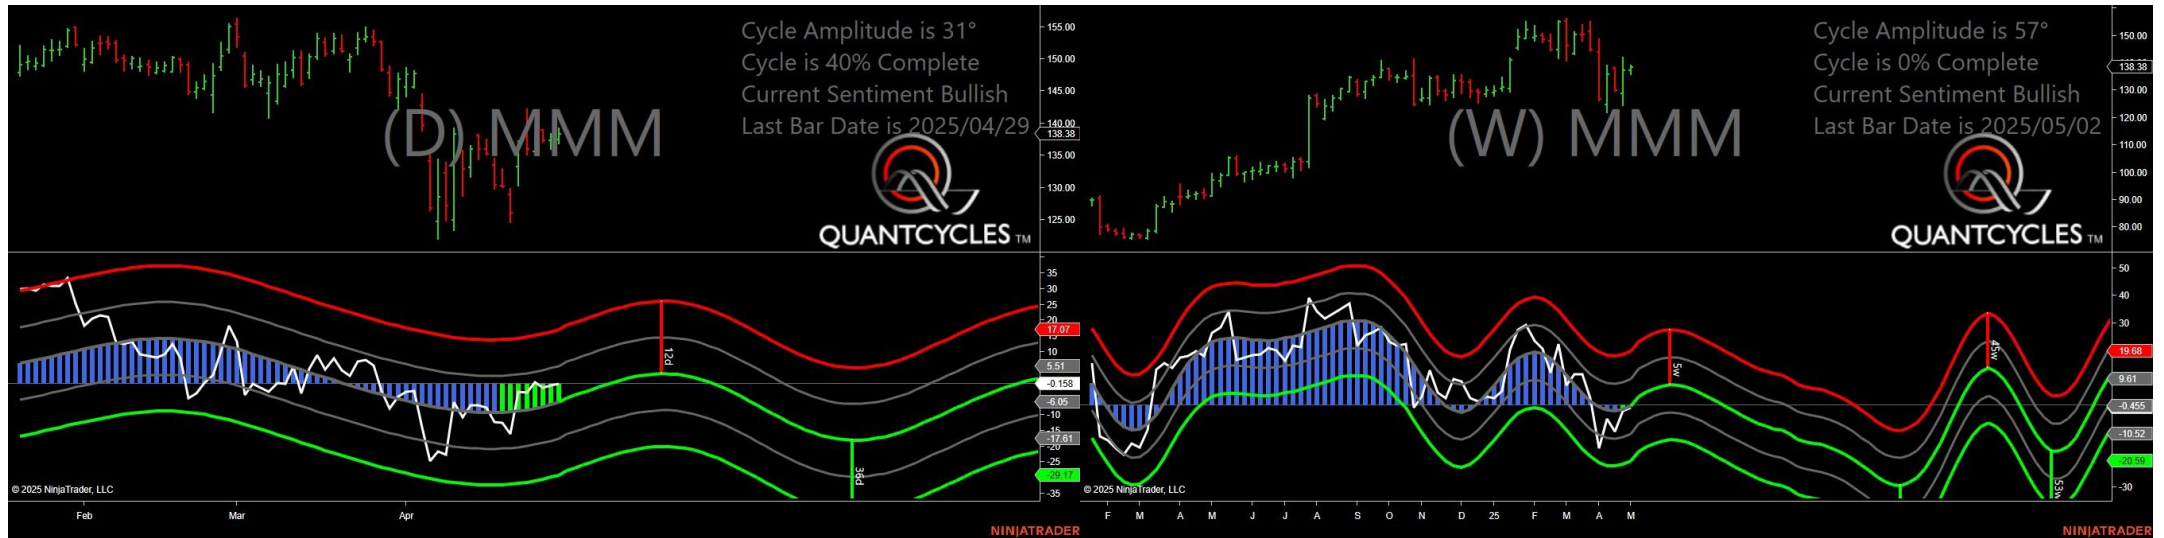 Cycle Amplitude is 31°
Cycle is 40% Complete
Current Sentiment Bullish
Last Bar Date is 2025/04/29
(D) MMM
QUANTCYCLES TM
155.00
150.00
145.00
140.00
138.38
135.00
130.00
125.00
35
30
25
20
17.07
10
5.51
-0.158
-6.05
-10
-15
-17.61
-20
-25
-29.17
-35
12d
36d
© 2025 NinjaTrader, LLC
Feb Mar Apr
NINJATRADER
Cycle Amplitude is 57°
Cycle is 0% Complete
Current Sentiment Bullish
Last Bar Date is 2025/05/02
(W) MMM
QUANTCYCLES TM
150.00
138.38
130.00
120.00
110.00
100.00
90.00
80.00
50
40
30
19.68
9.61
-0.455
-10.52
-20.59
-30
5w
45w
53w
© 2025 NinjaTrader, LLC
F M A M J J A S O N D 25 F M A M
NINJATRADER